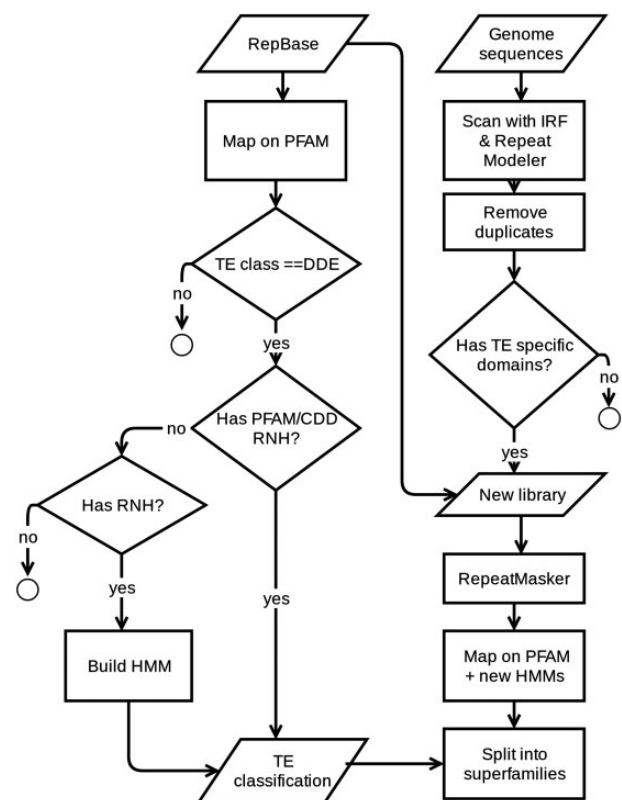 RepBase
Genome
sequences
Map on PFAM
Scan with IRF
& Repeat
Modeler
Remove
duplicates
TE class ==DDE
no
yes
Has TE specific
domains?
no
yes
Has PFAM/CDD
RNH?
no
yes
Has RNH?
no
yes
New library
RepeatMasker
Build HMM
Map on PFAM
+ new HMMs
TE
classification
Split into
superfamilies